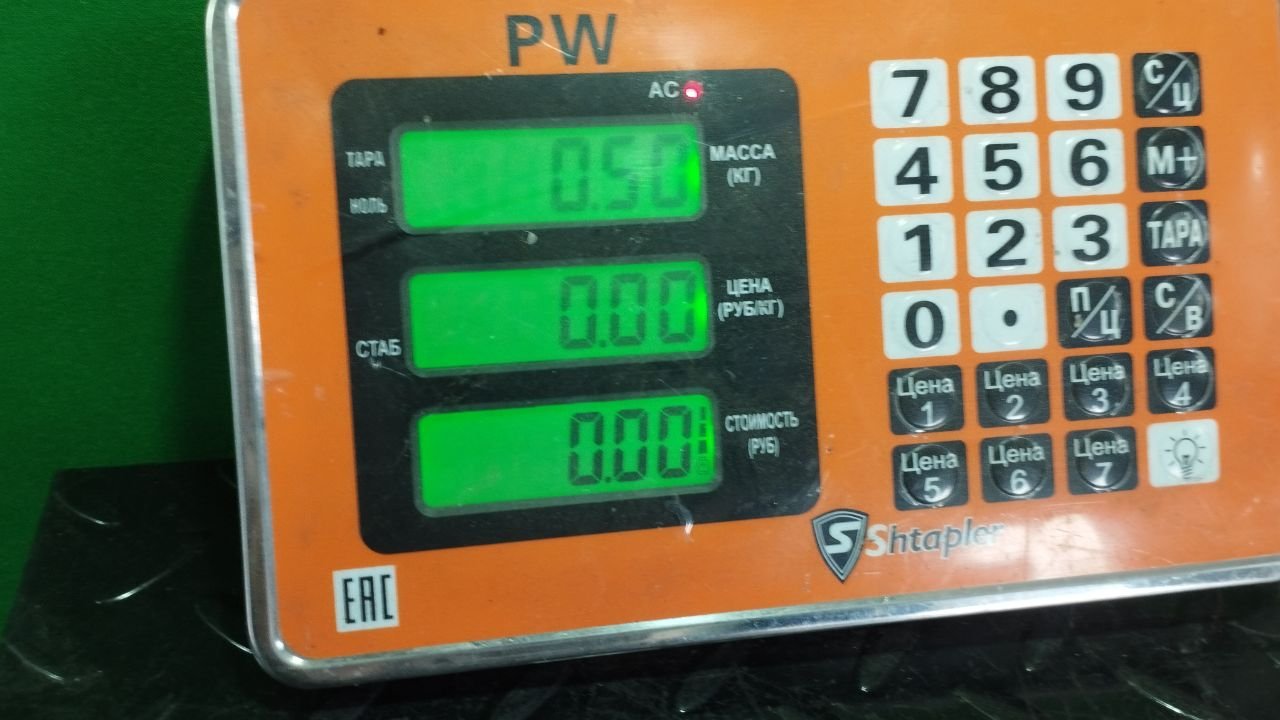 PW
AC
ТАРА
НОЛЬ
0.50
МАССА
(КГ)
СТАБ
0.00
ЦЕНА
(РУБ/КГ)
0.00
СТОИМОСТЬ
(РУБ)
7 8 9 С/Ц
4 5 6 М+
1 2 3 ТАРА
0 . П/Ц С/В
Цена 1 Цена 2 Цена 3 Цена 4
Цена 5 Цена 6 Цена 7
S Shtapler
EAC